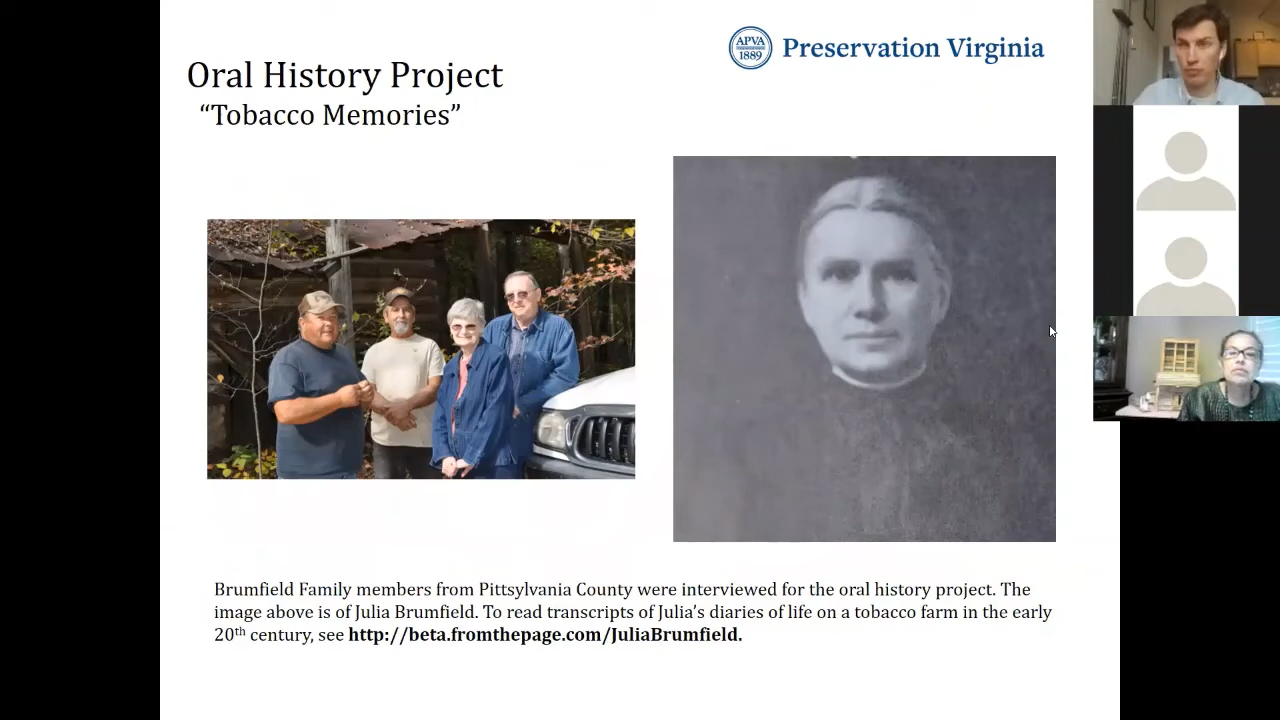 APVA
1889
Preservation Virginia
Oral History Project
“Tobacco Memories”
Brumfield Family members from Pittsylvania County were interviewed for the oral history project. The
image above is of Julia Brumfield. To read transcripts of Julia’s diaries of life on a tobacco farm in the early
20th century, see http://beta.fromthepage.com/JuliaBrumfield.